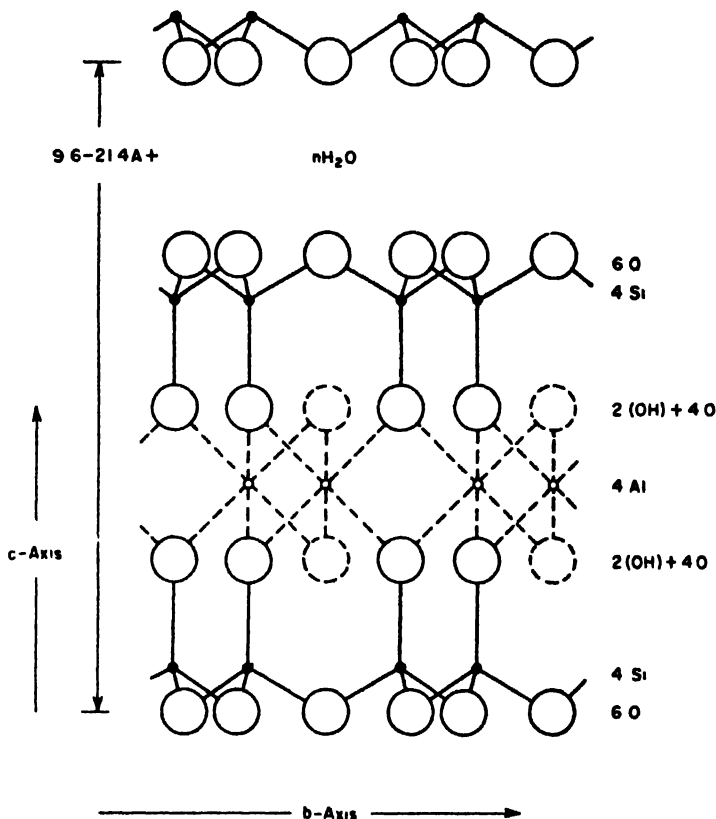 9 6-21 4A+
nH₂O
6 O
4 Si
2 (OH) + 4 O
4 Al
2 (OH) + 4 O
c-Axis
4 Si
6 O
b-Axis